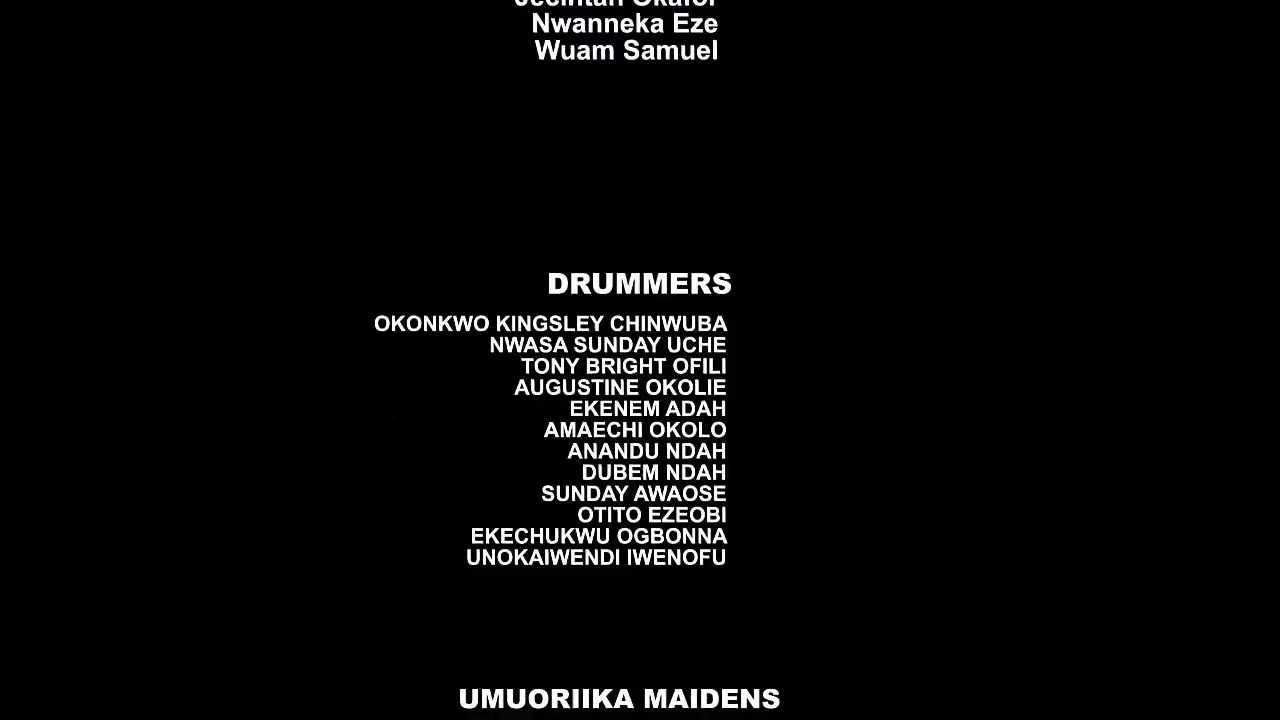 Nwanneka Eze
Wuam Samuel
DRUMMERS
OKONKWO KINGSLEY CHINWUBA
NWASA SUNDAY UCHE
TONY BRIGHT OFILI
AUGUSTINE OKOLIE
EKENEM ADAH
AMAECHI OKOLO
ANANDU NDAH
DUBEM NDAH
SUNDAY AWAOSE
OTITO EZEOBI
EKECHUKWU OGBONNA
UNOKAIWENDI IWENOFU
UMUORIIKA MAIDENS